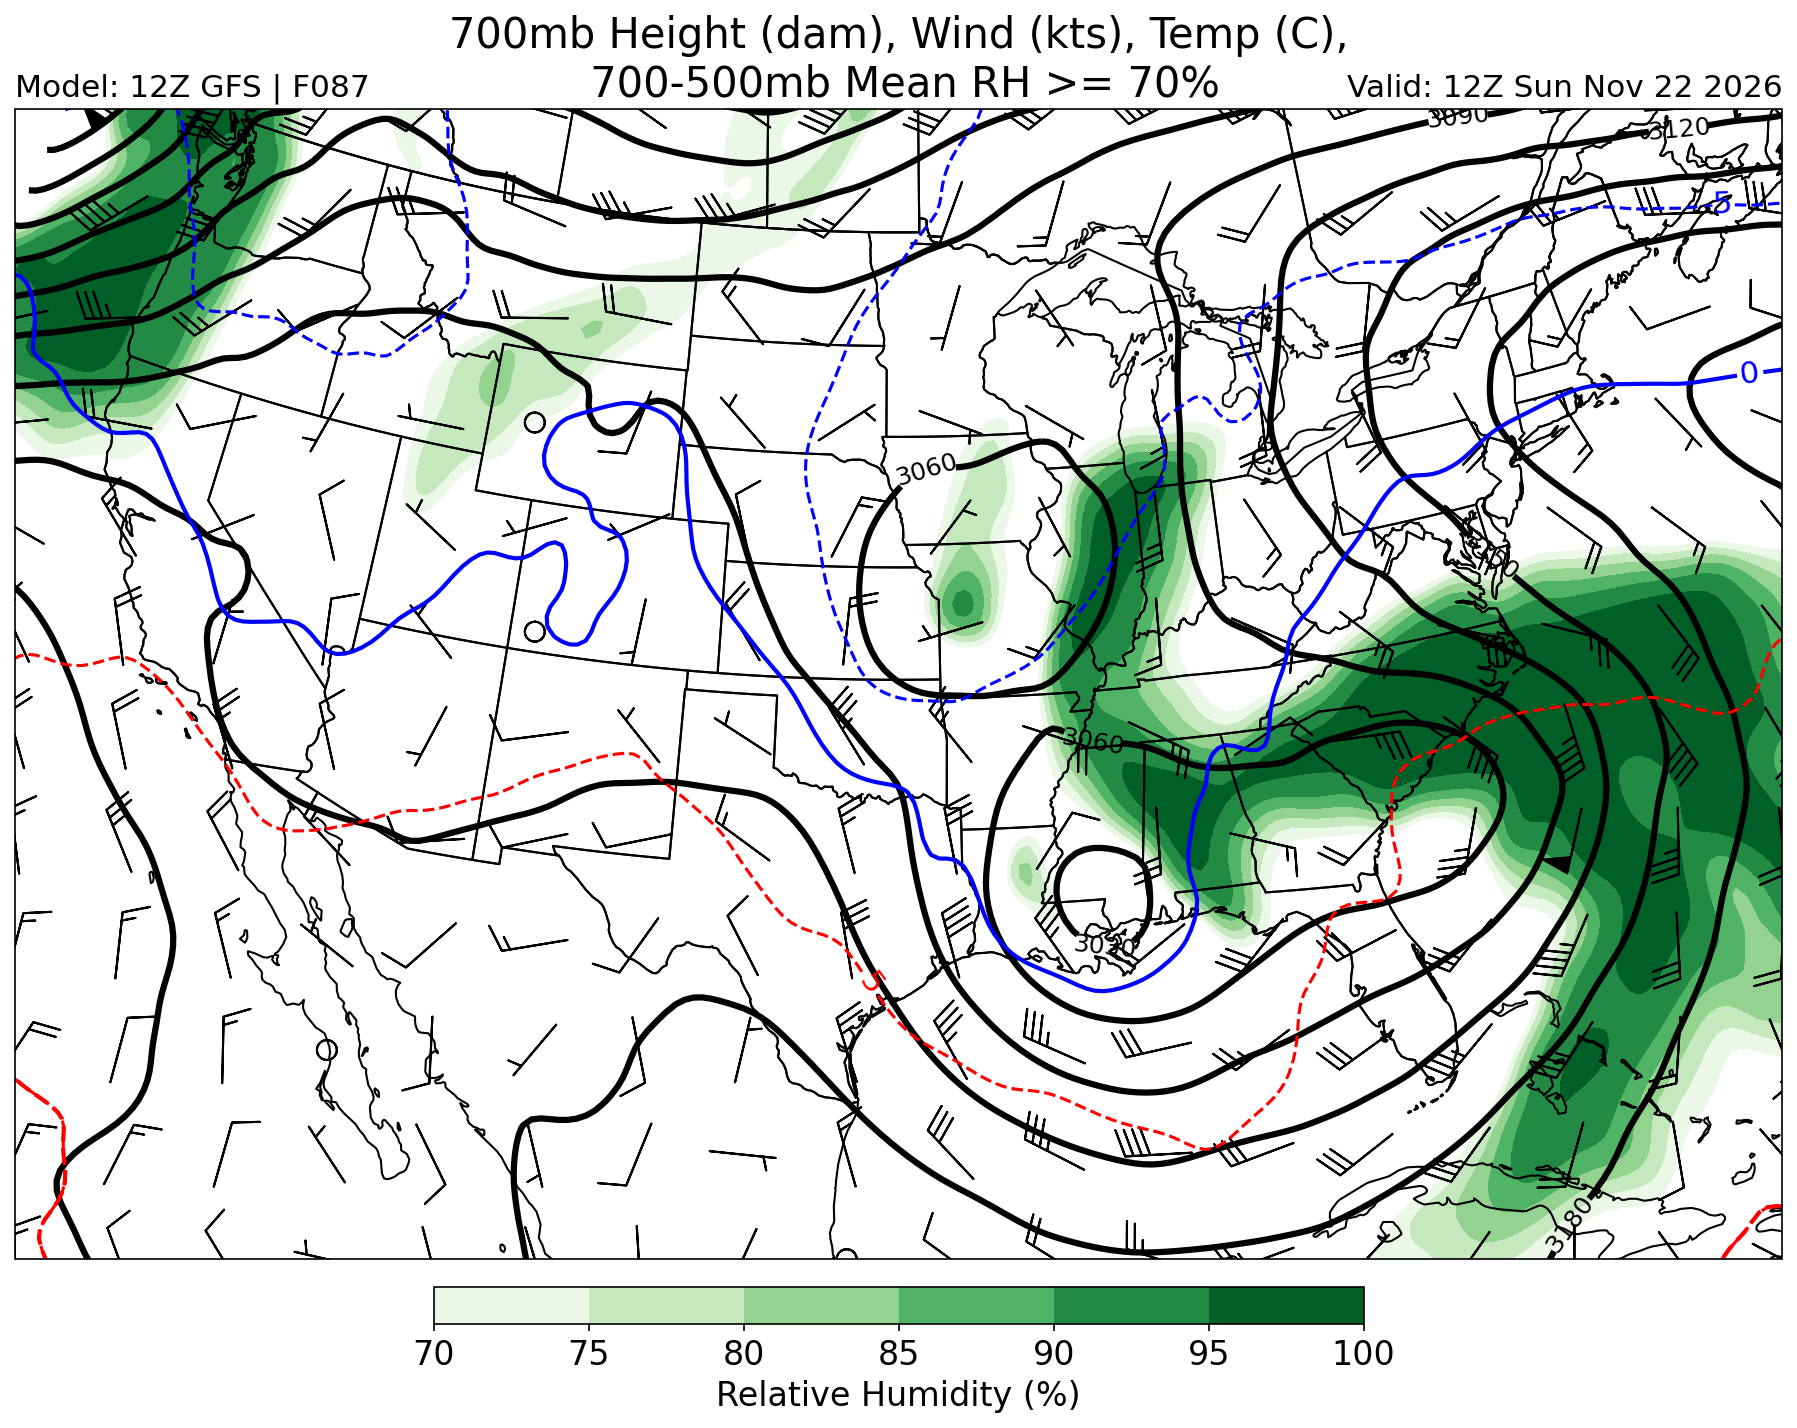 700mb Height (dam), Wind (kts), Temp (C),
700-500mb Mean RH >= 70%
Model: 12Z GFS | F087
Valid: 12Z Sun Nov 22 2026
3090
3120
-5
0
3060
3060
3180
70 75 80 85 90 95 100
Relative Humidity (%)